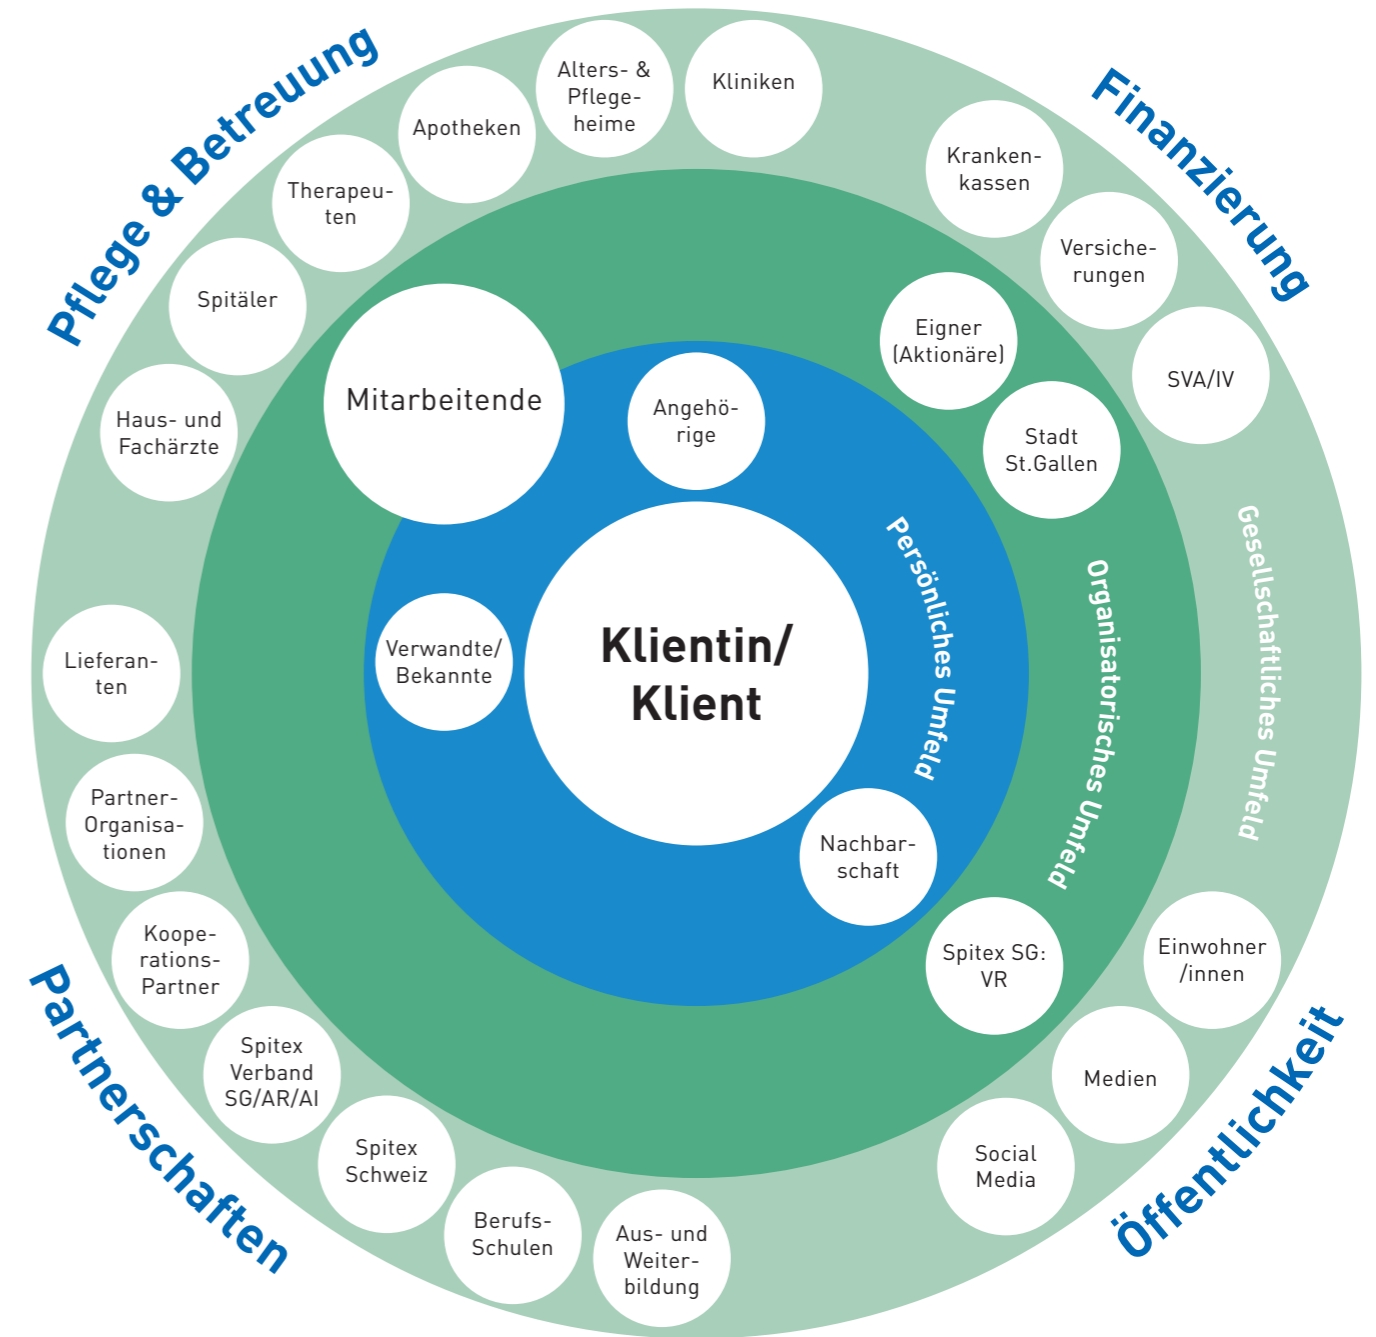 Pflege & Betreuung
Finanzierung
Alters- &
Pflege-
heime
Kliniken
Apotheken
Kranken-
kassen
Therapeu-
ten
Versiche-
rungen
Spitäler
Eigner
(Aktionäre)
SVA/IV
Mitarbeitende
Angehö-
rige
Haus- und
Fachärzte
Stadt
St.Gallen
Persönliches Umfeld
Organisatorisches Umfeld
Gesellschaftliches Umfeld
Klientin/
Klient
Verwandte/
Bekannte
Lieferan-
ten
Partner-
Organisa-
tionen
Nachbar-
schaft
Koope-
rations-
Partner
Spitex SG:
VR
Einwohner
/innen
Spitex
Verband
SG/AR/AI
Medien
Spitex
Schweiz
Social
Media
Berufs-
Schulen
Aus- und
Weiter-
bildung
Partnerschaften
Öffentlichkeit